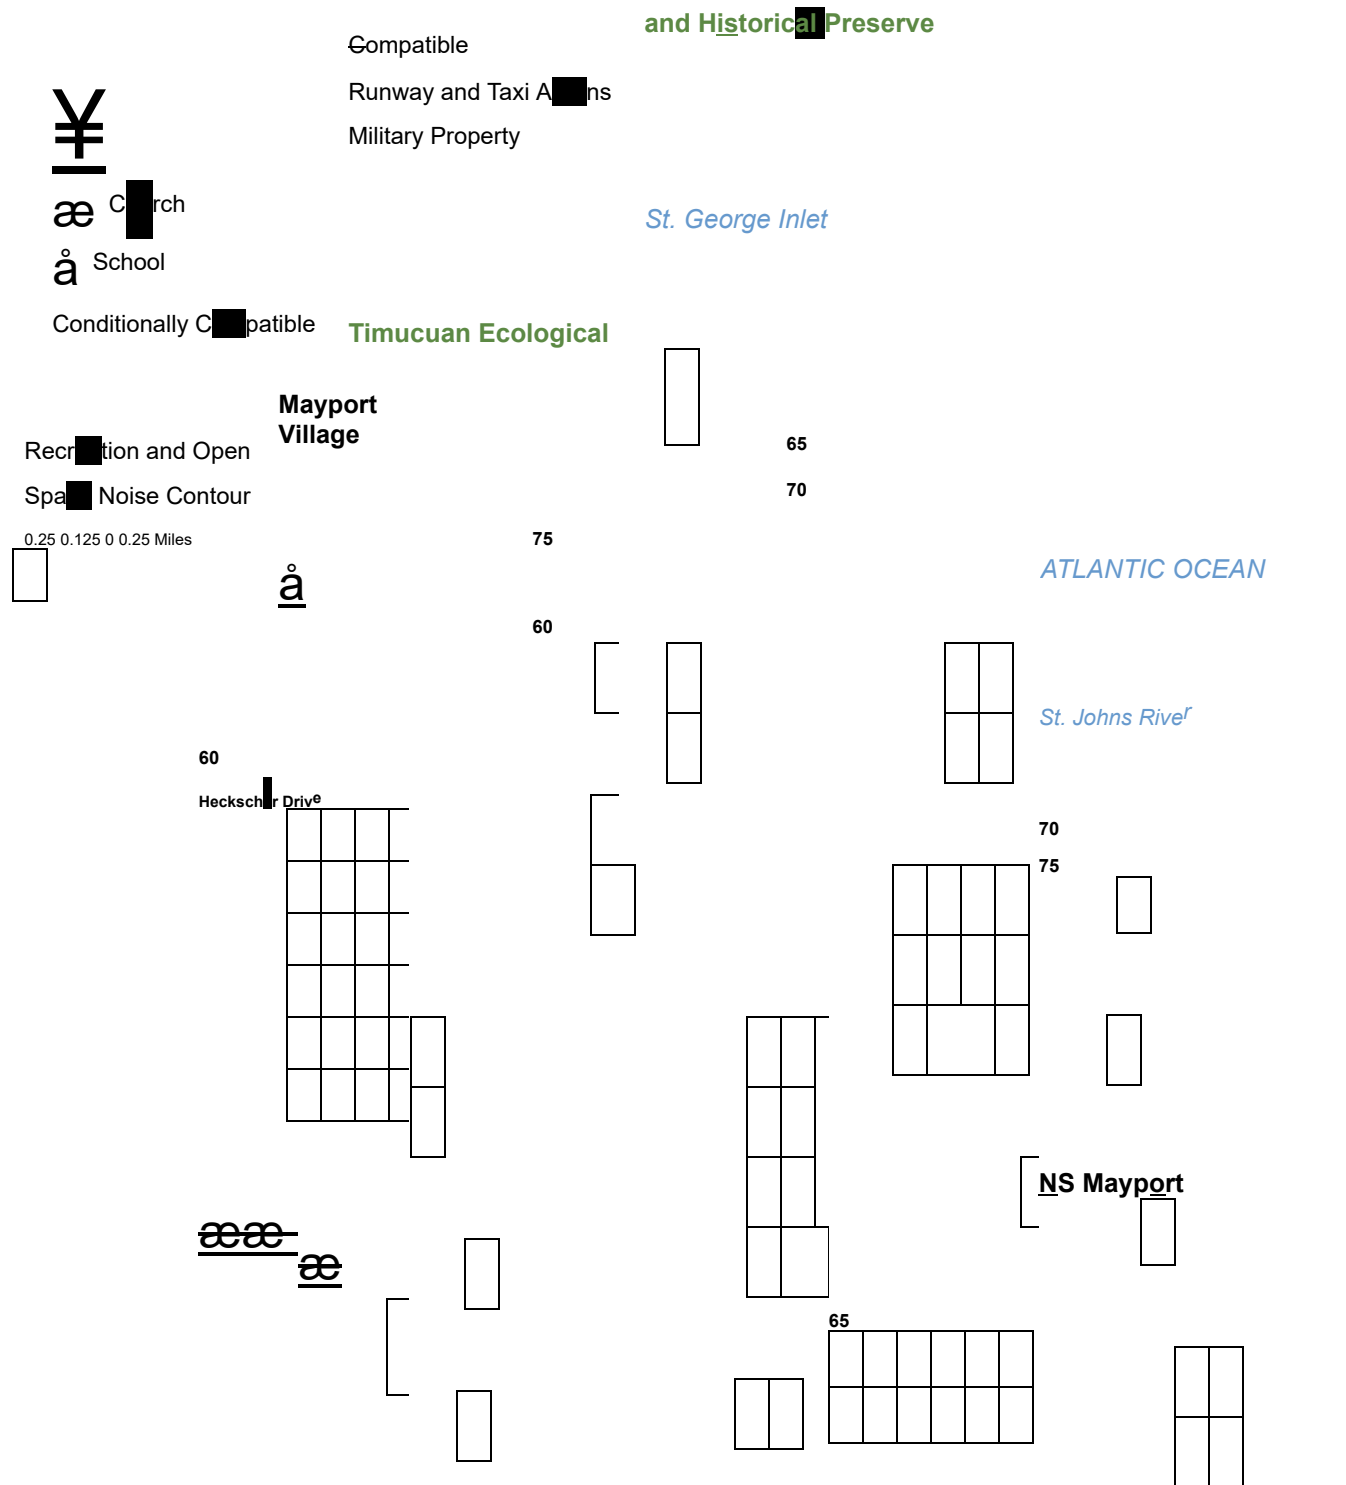 and Historical Preserve
Compatible
Runway and Taxi A ns
Military Property
¥
æ C rch
å School
St. George Inlet
Conditionally C patible
Timucuan Ecological
Mayport
Village
Recr tion and Open
Spa Noise Contour
0.25 0.125 0 0.25 Miles
65
70
75
å
60
ATLANTIC OCEAN
St. Johns River
60
Heckscher Drive
70
75
NS Mayport
ææ
æ
65